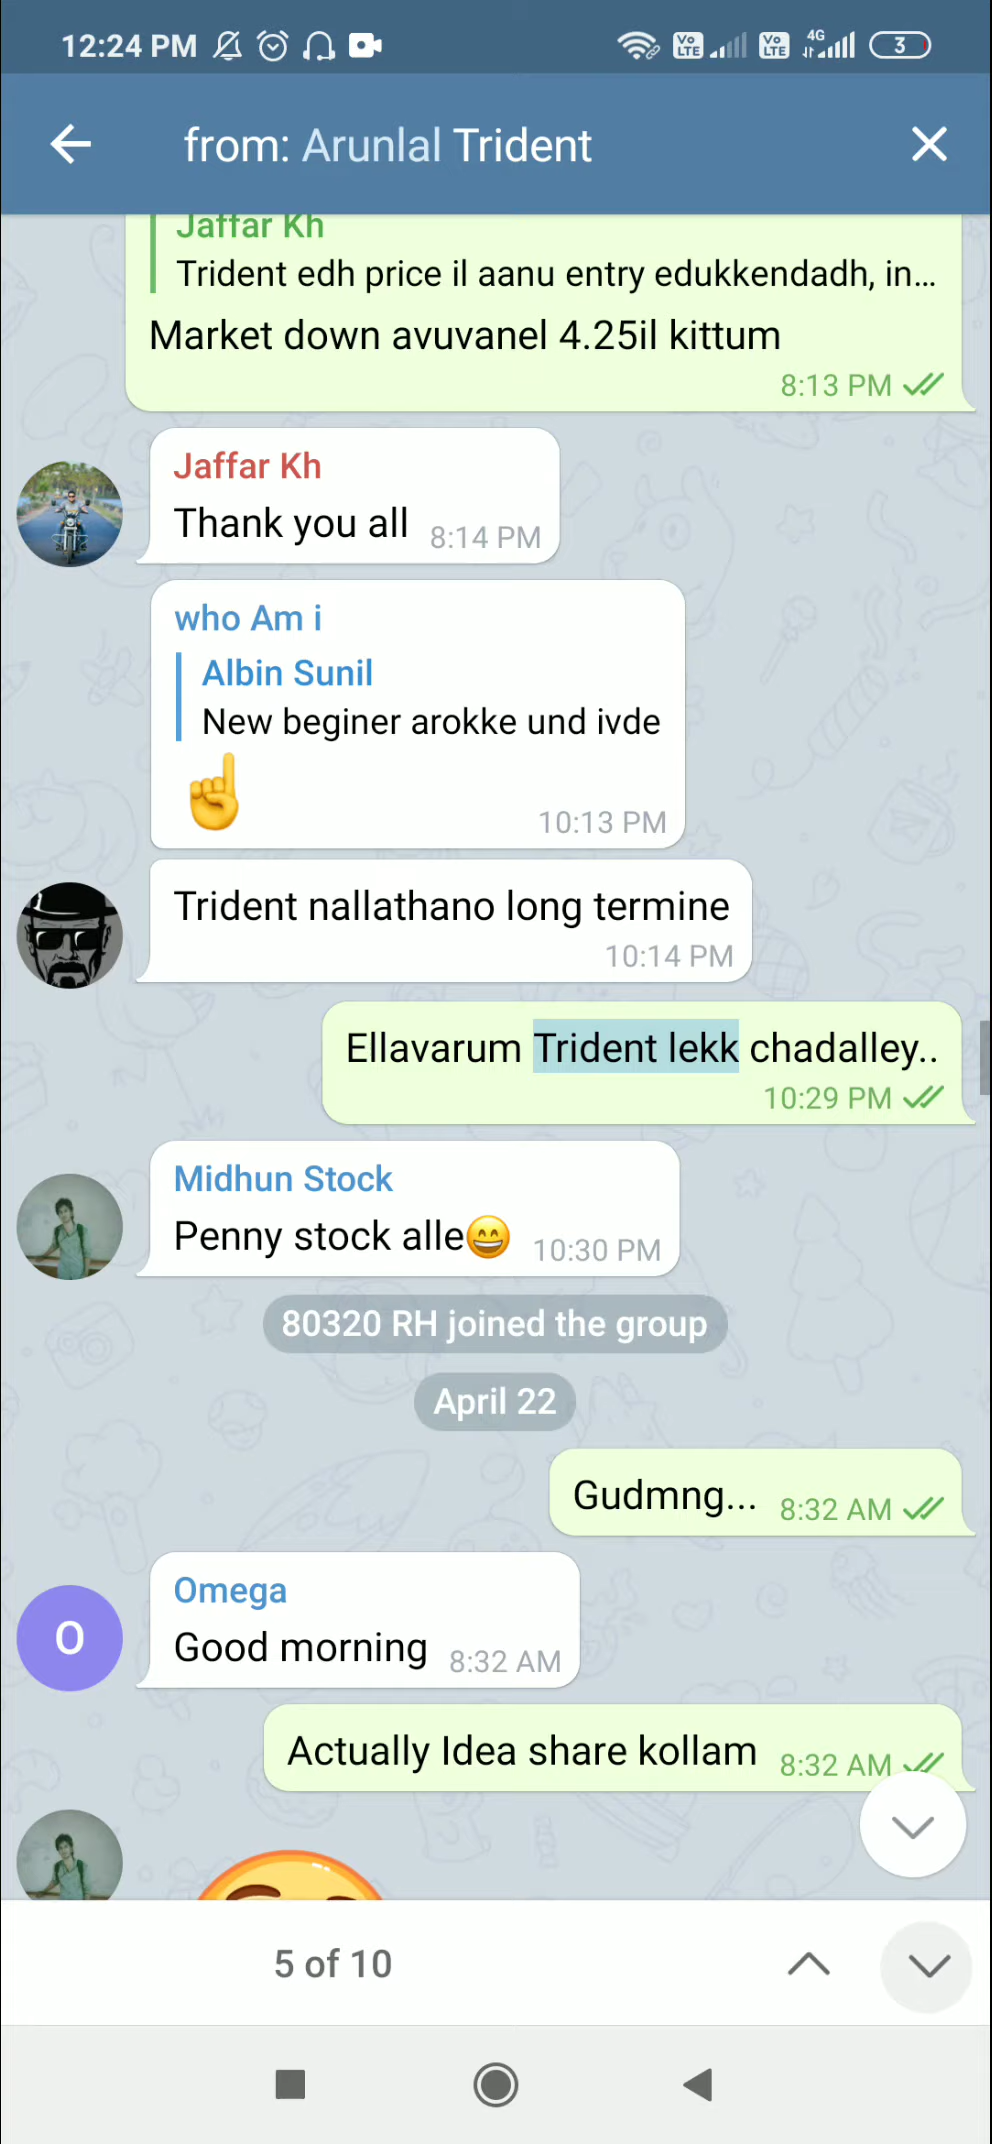 12:24 PM
Vo LTE Vo LTE 4G 3
from: Arunlal Trident
Jaffar Kh
Trident edh price il aanu entry edukkendadh, in...
Market down avuvanel 4.25il kittum
8:13 PM
Jaffar Kh
Thank you all 8:14 PM
who Am i
Albin Sunil
New beginer arokke und ivde
10:13 PM
Trident nallathano long termine
10:14 PM
Ellavarum Trident lekk chadalley..
10:29 PM
Midhun Stock
Penny stock alle😄 10:30 PM
80320 RH joined the group
April 22
Gudmng... 8:32 AM
Omega
O
Good morning 8:32 AM
Actually Idea share kollam 8:32 AM
5 of 10